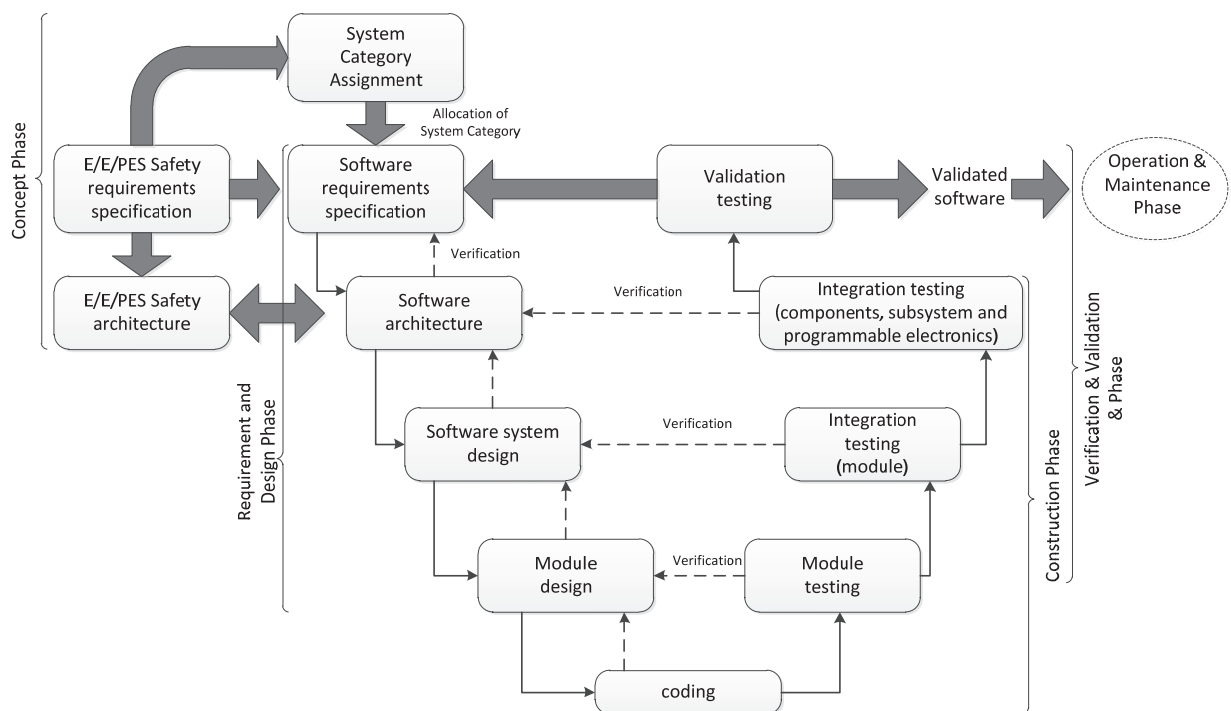 System
Category
Assignment
Allocation of
System Category
Concept Phase
E/E/PES Safety
requirements
specification
Software
requirements
specification
Validation
testing
Validated
software
Operation &
Maintenance
Phase
Verification
E/E/PES Safety
architecture
Software
architecture
Verification
Integration testing
(components, subsystem and
programmable electronics)
Requirement and
Design Phase
Software system
design
Verification
Integration
testing
(module)
Verification & Validation
& Phase
Construction Phase
Module
design
Verification
Module
testing
coding